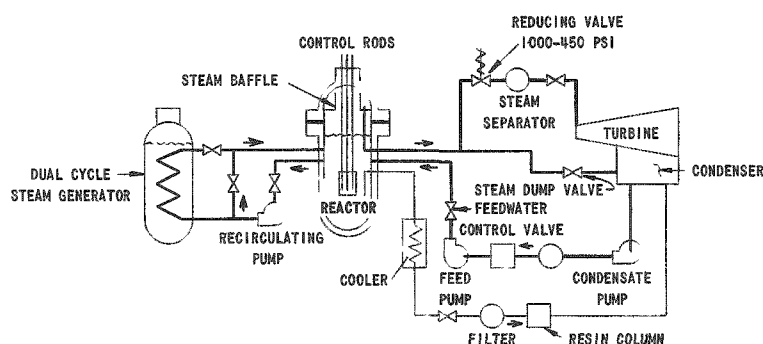 REDUCING VALVE
1000-450 PSI
CONTROL RODS
STEAM BAFFLE
STEAM
SEPARATOR
TURBINE
DUAL CYCLE
STEAM GENERATOR
CONDENSER
STEAM DUMP
VALVE
REACTOR
FEEDWATER
CONTROL VALVE
RECIRCULATING
PUMP
COOLER
FEED
PUMP
CONDENSATE
PUMP
FILTER
RESIN COLUMN